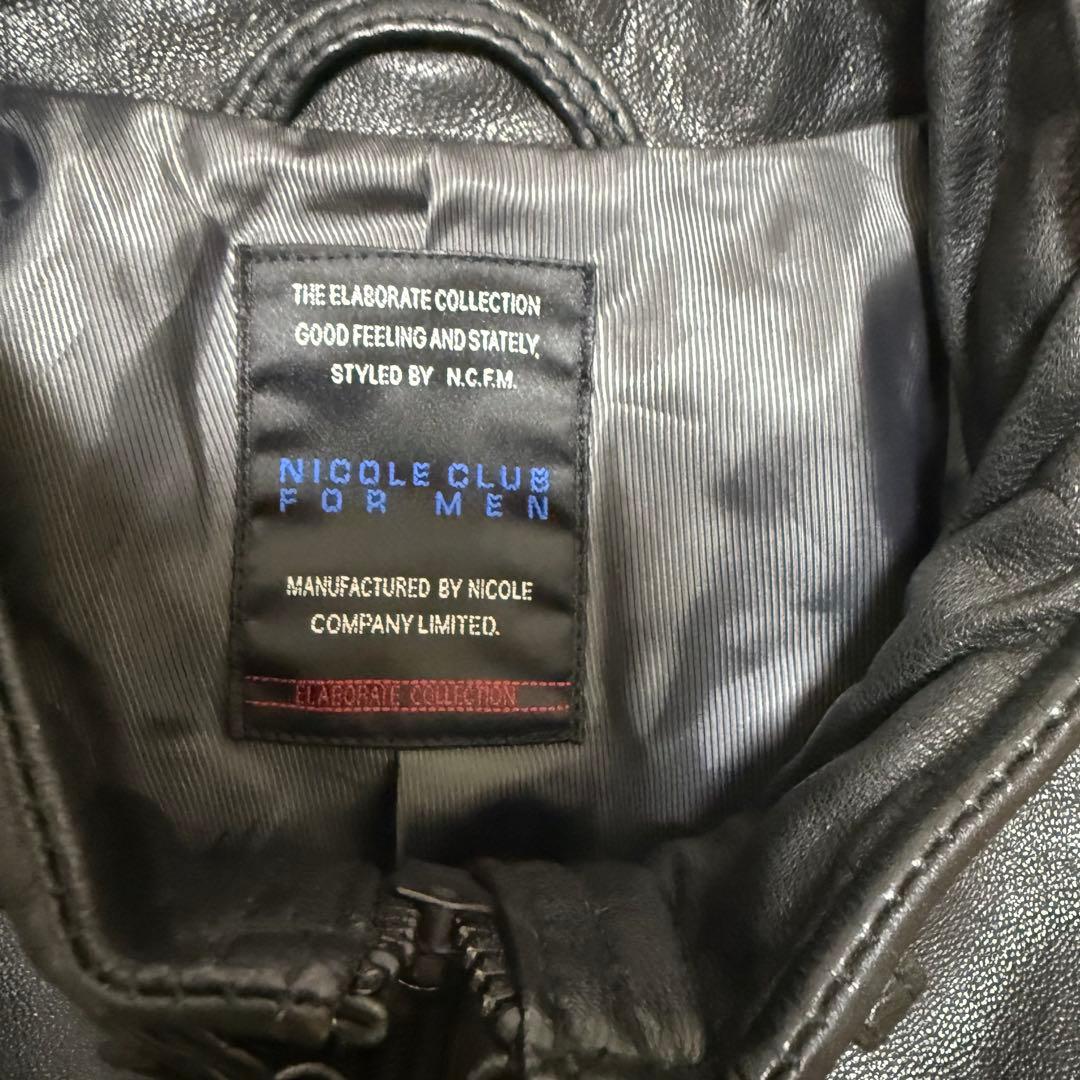 THE ELABORATE COLLECTION
GOOD FEELING AND STATELY,
STYLED BY N.C.F.M.
NICOLE CLUB
FOR MEN
MANUFACTURED BY NICOLE
COMPANY LIMITED.
ELABORATE COLLECTION